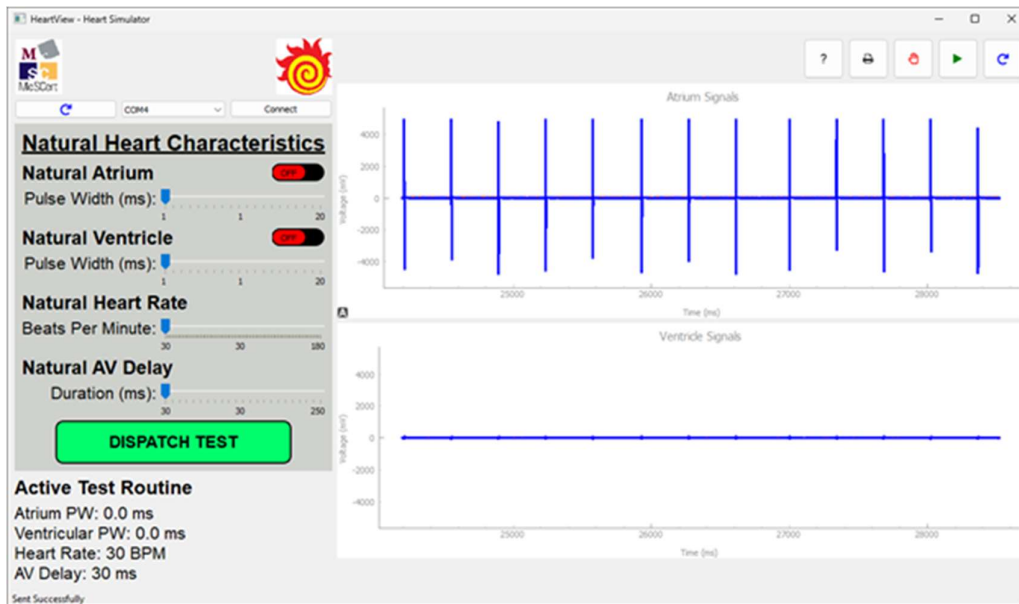 HeartView - Heart Simulator
M
SC
McSCert
COM4
Connect
?
Natural Heart Characteristics
Natural Atrium
OFF
Pulse Width (ms):
1 1 20
Natural Ventricle
OFF
Pulse Width (ms):
1 1 20
Natural Heart Rate
Beats Per Minute:
30 30 180
Natural AV Delay
Duration (ms):
30 30 250
DISPATCH TEST
Active Test Routine
Atrium PW: 0.0 ms
Ventricular PW: 0.0 ms
Heart Rate: 30 BPM
AV Delay: 30 ms
Sent Successfully
Atrium Signals
Voltage (mV)
4000
2000
0
-2000
-4000
25000 26000 27000 28000
Time (ms)
A
Ventricle Signals
Voltage (mV)
4000
2000
0
-2000
-4000
25000 26000 27000 28000
Time (ms)